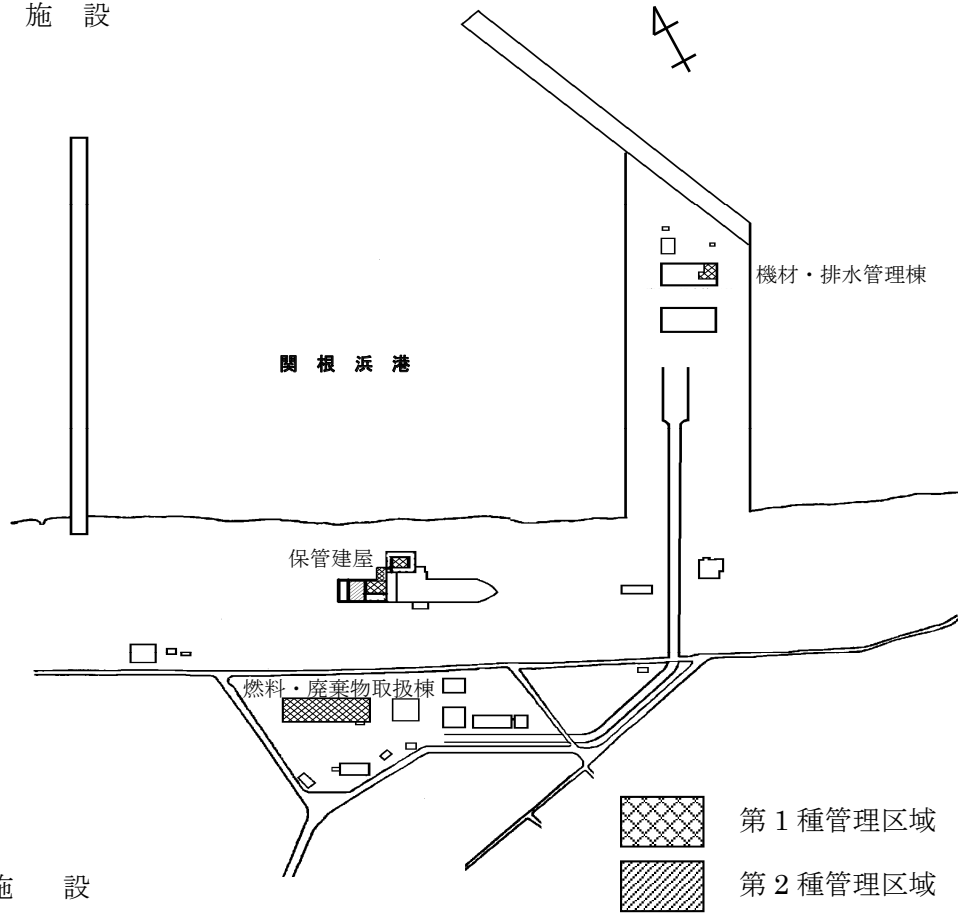 施 設
機材・排水管理棟
関 根 浜 港
保管建屋
燃料・廃棄物取扱棟
第1種管理区域
第2種管理区域
施 設